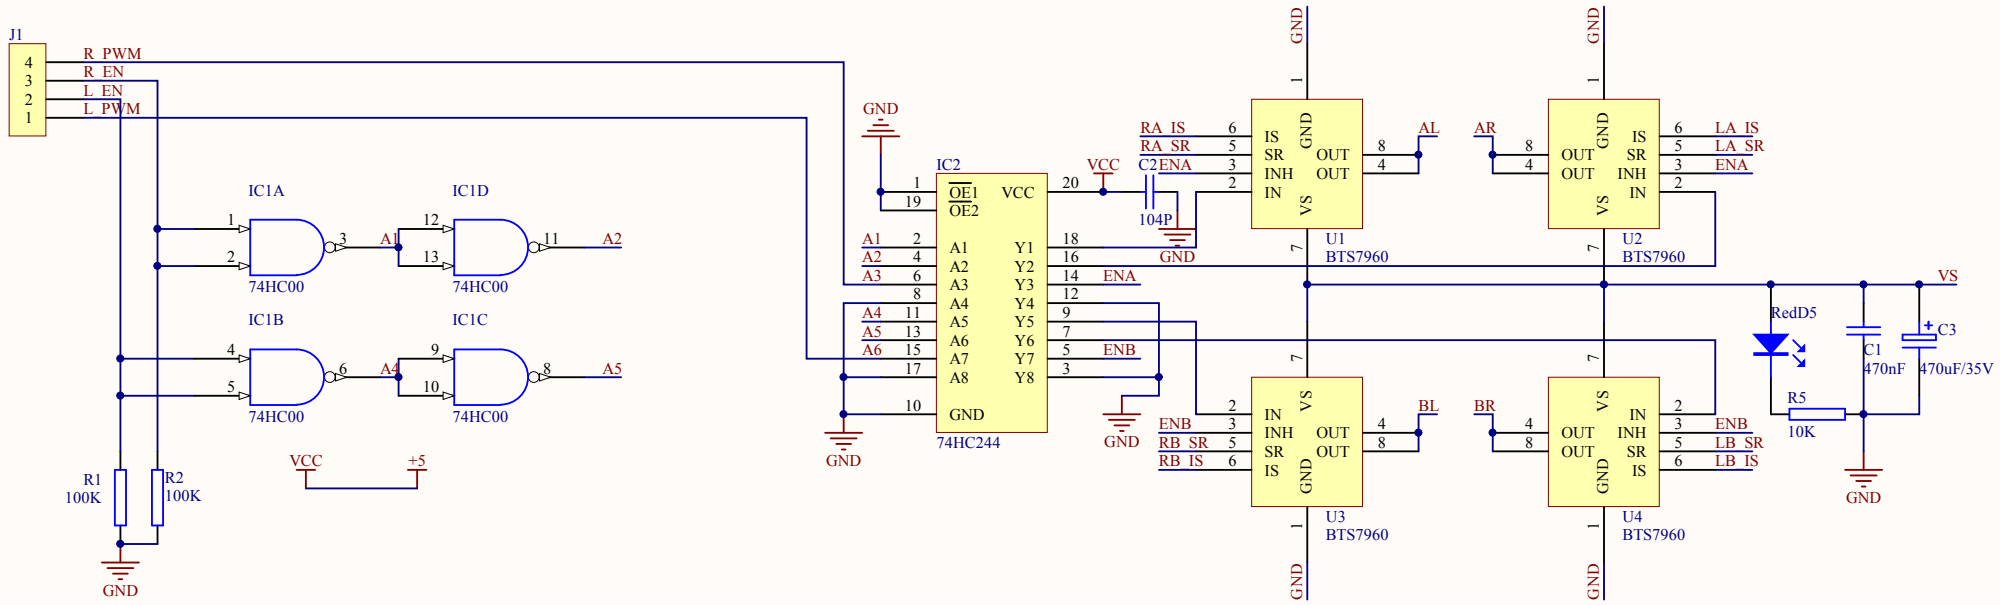 J1
4 R_PWM
3 R_EN
2 L_EN
1 L_PWM
IC1A
1
2
3
74HC00
A1
IC1D
12
13
11
74HC00
A2
IC1B
4
5
6
74HC00
A4
IC1C
9
10
8
74HC00
A5
R1
100K
R2
100K
GND
VCC
+5
GND
IC2
1 OE1 VCC 20
19 OE2
A1 2 A1 Y1 18
A2 4 A2 Y2 16
A3 6 A3 Y3 14 ENA
8 A4 Y4 12
A4 11 A5 Y5 9
A5 13 A6 Y6 7
A6 15 A7 Y7 5 ENB
17 A8 Y8 3
10 GND
74HC244
GND
GND
VCC
C2
104P
GND
GND
1
GND
RA_IS 6 IS
RA_SR 5 SR OUT 8
ENA 3 INH OUT 4
2 IN
VS
7
AL
U1
BTS7960
GND
1
GND
AR
IS 6 LA_IS
8 OUT SR 5 LA_SR
4 OUT INH 3 ENA
IN 2
VS
7
U2
BTS7960
7
VS
2 IN
ENB 3 INH OUT 4
RB_SR 5 SR OUT 8
RB_IS 6 IS
GND
BL
U3
BTS7960
1
GND
7
VS
BR
IN 2
4 OUT INH 3 ENB
8 OUT SR 5 LB_SR
IS 6 LB_IS
GND
U4
BTS7960
1
GND
VS
RedD5
C1
470nF
+
C3
470uF/35V
R5
10K
GND